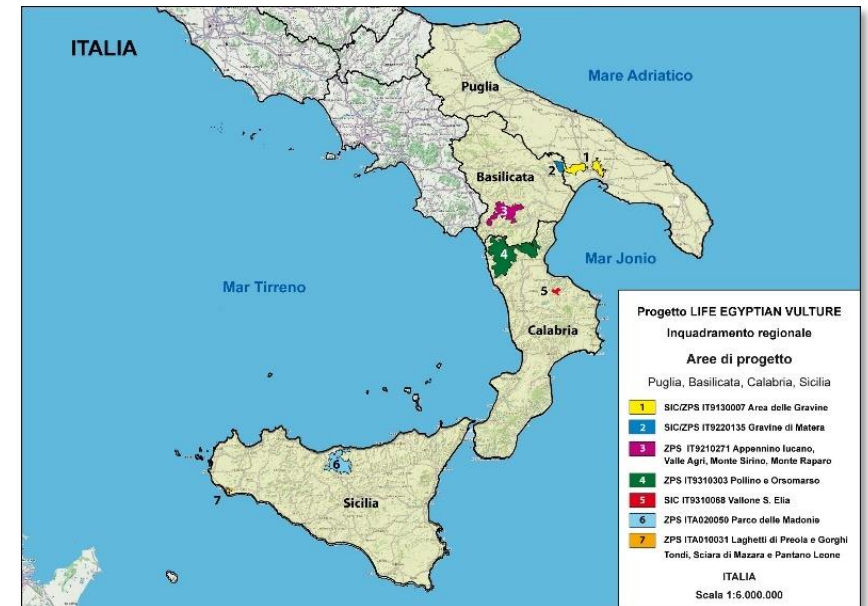 ITALIA
Mare Adriatico
Puglia
1
2
Basilicata
3
4
Mar Jonio
Mar Tirreno
5
Calabria
6
7
Sicilia
Progetto LIFE EGYPTIAN VULTURE
Inquadramento regionale
Aree di progetto
Puglia, Basilicata, Calabria, Sicilia
1 SIC/ZPS IT9130007 Area delle Gravine
2 SIC/ZPS IT9220135 Gravine di Matera
3 ZPS IT9210271 Appennino lucano,
Valle Agri, Monte Sirino, Monte Raparo
4 ZPS IT9310303 Pollino e Orsomarso
5 SIC IT9310068 Vallone S. Elia
6 ZPS ITA020050 Parco delle Madonie
7 ZPS ITA010031 Laghetti di Preola e Gorghi
Tondi, Sciara di Mazara e Pantano Leone
ITALIA
Scala 1:6.000.000